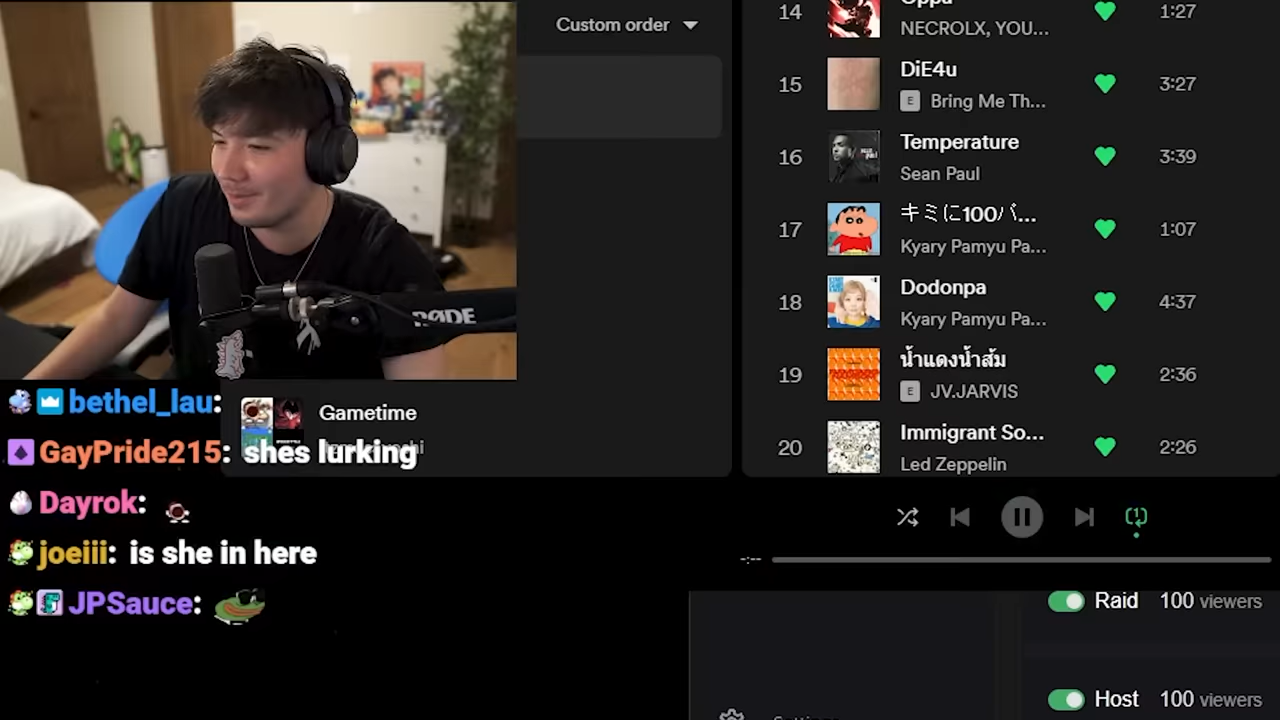 Custom order
14
Oppa
NECROLX, YOU...
1:27
15
DiE4u
E Bring Me Th...
3:27
16
Temperature
Sean Paul
3:39
17
キミに100パ...
Kyary Pamyu Pa...
1:07
18
Dodonpa
Kyary Pamyu Pa...
4:37
19
น้ำแดงน้ำส้ม
E JV.JARVIS
2:36
20
Immigrant So...
Led Zeppelin
2:26
RØDE
Gametime
bethel_lau:
GayPride215: shes lurking
Dayrok:
joeiii: is she in here
JPSauce:
-:--
Raid 100 viewers
Host 100 viewers